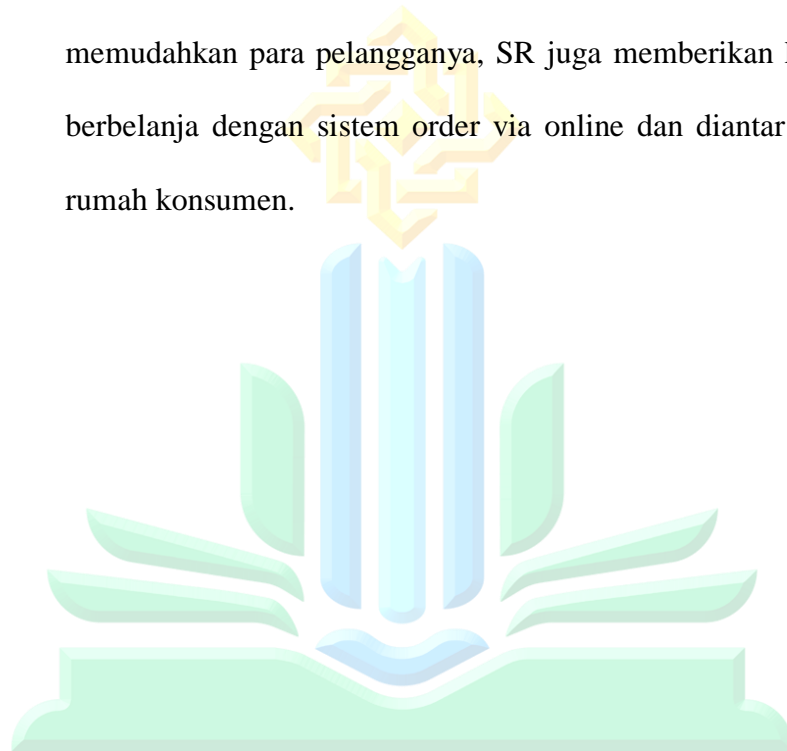 memudahkan para pelangganya, SR juga memberikan
berbelanja dengan sistem order via online dan diantar
rumah konsumen.